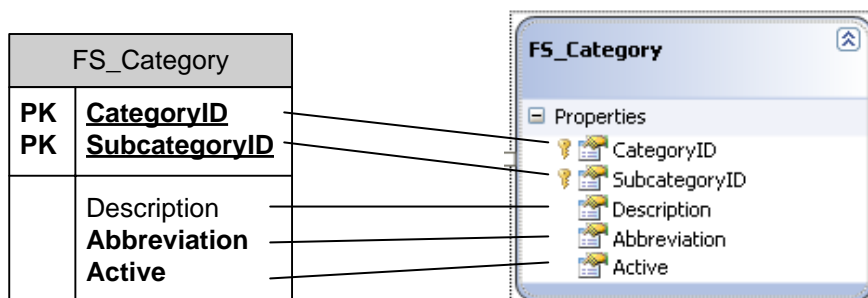 FS_Category
PK CategoryID
PK SubcategoryID
Description
Abbreviation
Active
FS_Category
Properties
CategoryID
SubcategoryID
Description
Abbreviation
Active